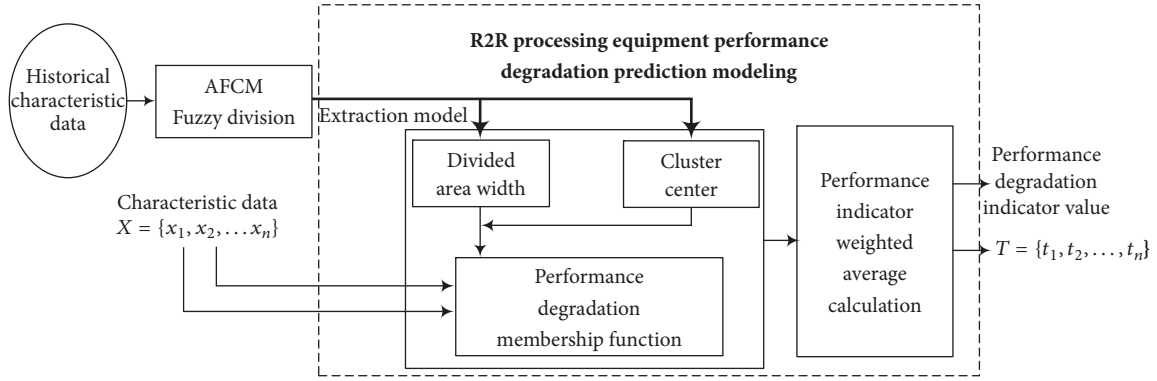 R2R processing equipment performance
degradation prediction modeling
Historical
characteristic
data
AFCM
Fuzzy division
Extraction model
Divided
area width
Cluster
center
Characteristic data
X = {x₁, x₂, . . . xₙ}
Performance
degradation
membership function
Performance
indicator
weighted
average
calculation
Performance
degradation
indicator value
T = {t₁, t₂, . . . , tₙ}